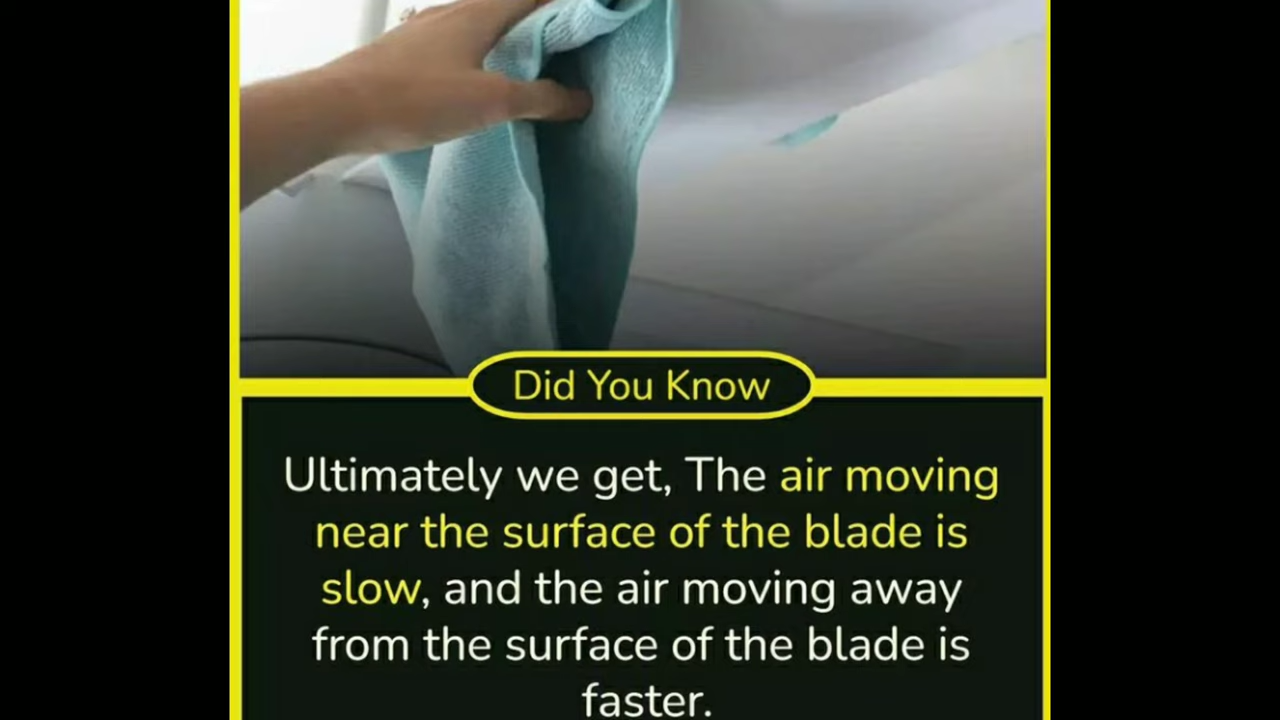 Did You Know
Ultimately we get, The air moving
near the surface of the blade is
slow, and the air moving away
from the surface of the blade is
faster.